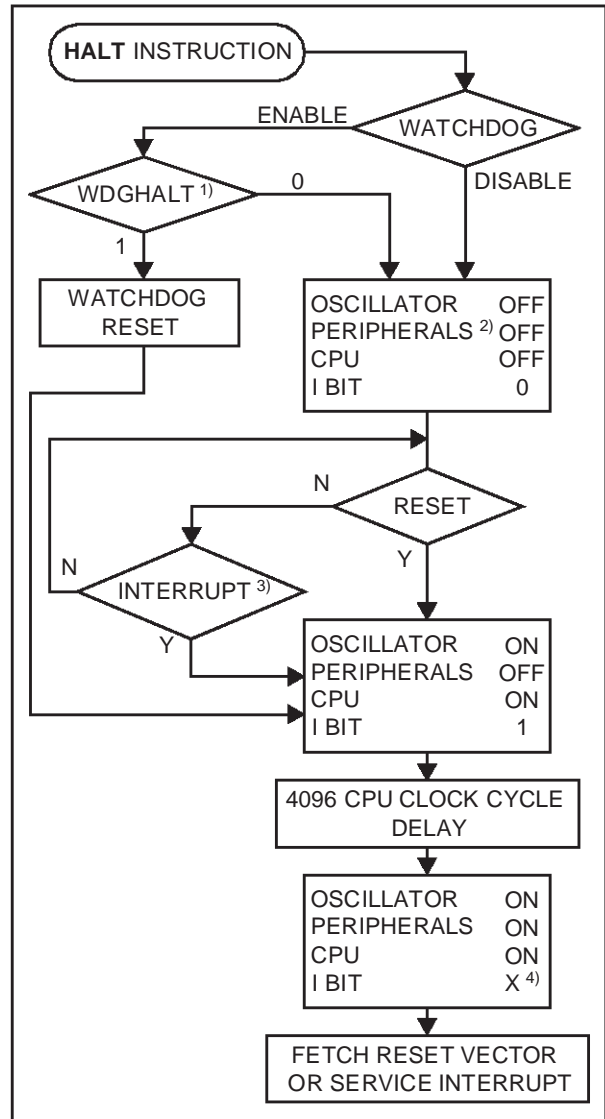 HALT INSTRUCTION
WATCHDOG
ENABLE
DISABLE
WDGHALT 1)
0
1
WATCHDOG
RESET
OSCILLATOR OFF
PERIPHERALS 2) OFF
CPU OFF
I BIT 0
RESET
N
Y
INTERRUPT 3)
N
Y
OSCILLATOR ON
PERIPHERALS OFF
CPU ON
I BIT 1
4096 CPU CLOCK CYCLE
DELAY
OSCILLATOR ON
PERIPHERALS ON
CPU ON
I BIT X 4)
FETCH RESET VECTOR
OR SERVICE INTERRUPT